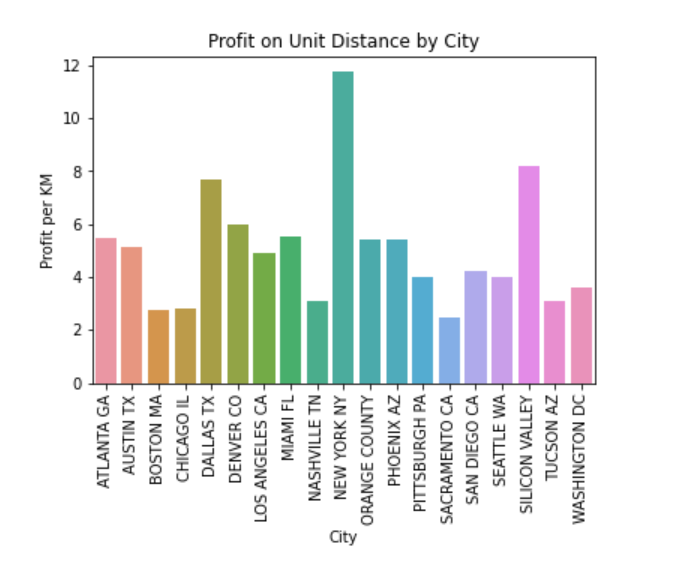 Profit on Unit Distance by City
Profit per KM
12
10
8
6
4
2
0
ATLANTA GA
AUSTIN TX
BOSTON MA
CHICAGO IL
DALLAS TX
DENVER CO
LOS ANGELES CA
MIAMI FL
NASHVILLE TN
NEW YORK NY
ORANGE COUNTY
PHOENIX AZ
PITTSBURGH PA
SACRAMENTO CA
SAN DIEGO CA
SEATTLE WA
SILICON VALLEY
TUCSON AZ
WASHINGTON DC
City